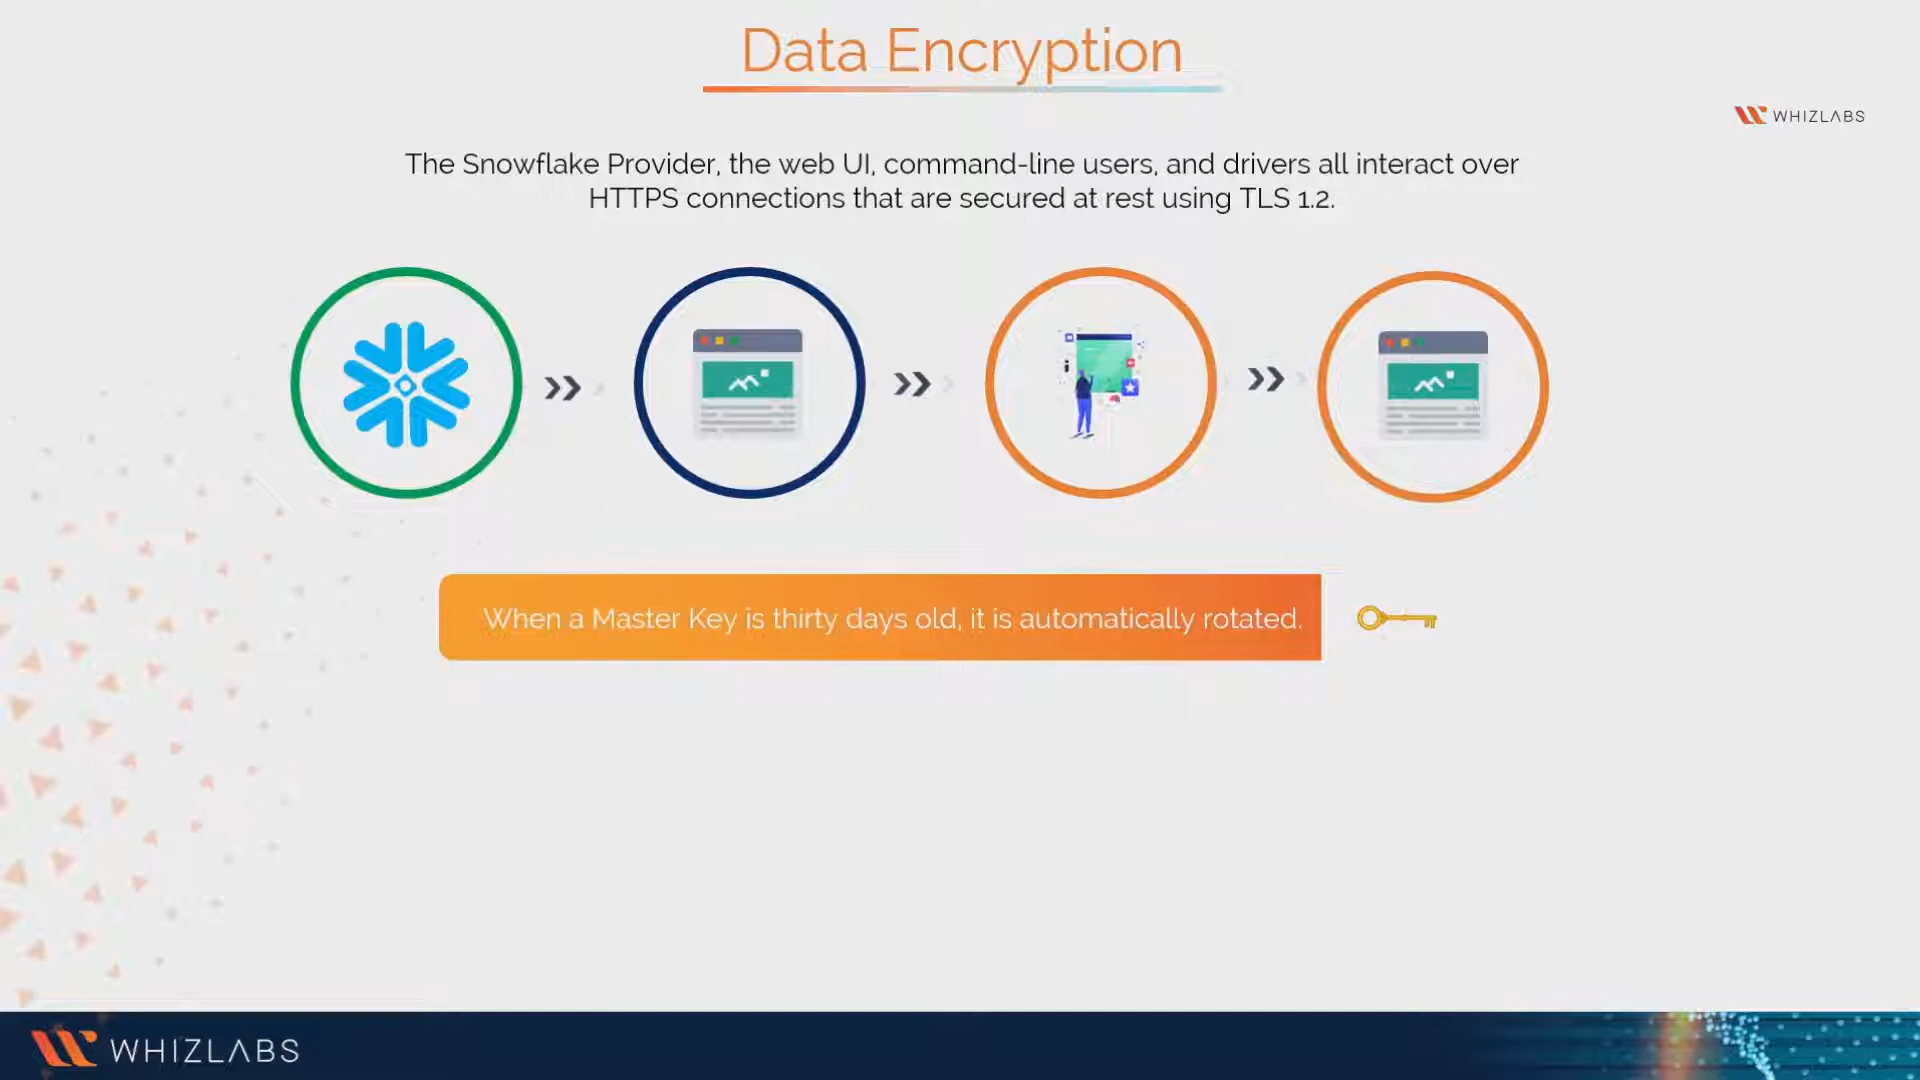 Data Encryption
WHIZLABS
The Snowflake Provider, the web UI, command-line users, and drivers all interact over
HTTPS connections that are secured at rest using TLS 1.2.
When a Master Key is thirty days old, it is automatically rotated.
WHIZLABS